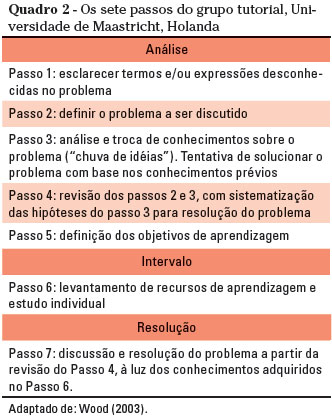 Quadro 2 - Os sete passos do grupo tutorial, Uni-
versidade de Maastricht, Holanda
Análise
Passo 1: esclarecer termos e/ou expressões desconhe-
cidas no problema
Passo 2: definir o problema a ser discutido
Passo 3: análise e troca de conhecimentos sobre o
problema (“chuva de idéias”). Tentativa de solucionar o
problema com base nos conhecimentos prévios
Passo 4: revisão dos passos 2 e 3, com sistematização
das hipóteses do passo 3 para resolução do problema
Passo 5: definição dos objetivos de aprendizagem
Intervalo
Passo 6: levantamento de recursos de aprendizagem e
estudo individual
Resolução
Passo 7: discussão e resolução do problema a partir da
revisão do Passo 4, à luz dos conhecimentos adquiridos
no Passo 6.
Adaptado de: Wood (2003).